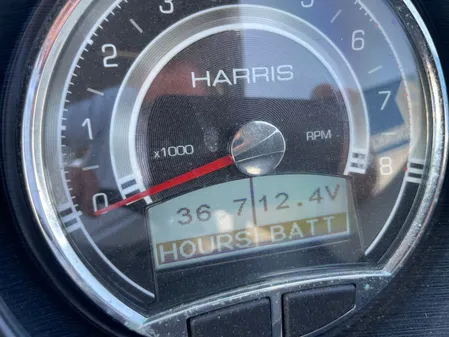 3 5
2 6
HARRIS
1 7
x1000 RPM
0 8
36.7 12.4V
HOURS BATT